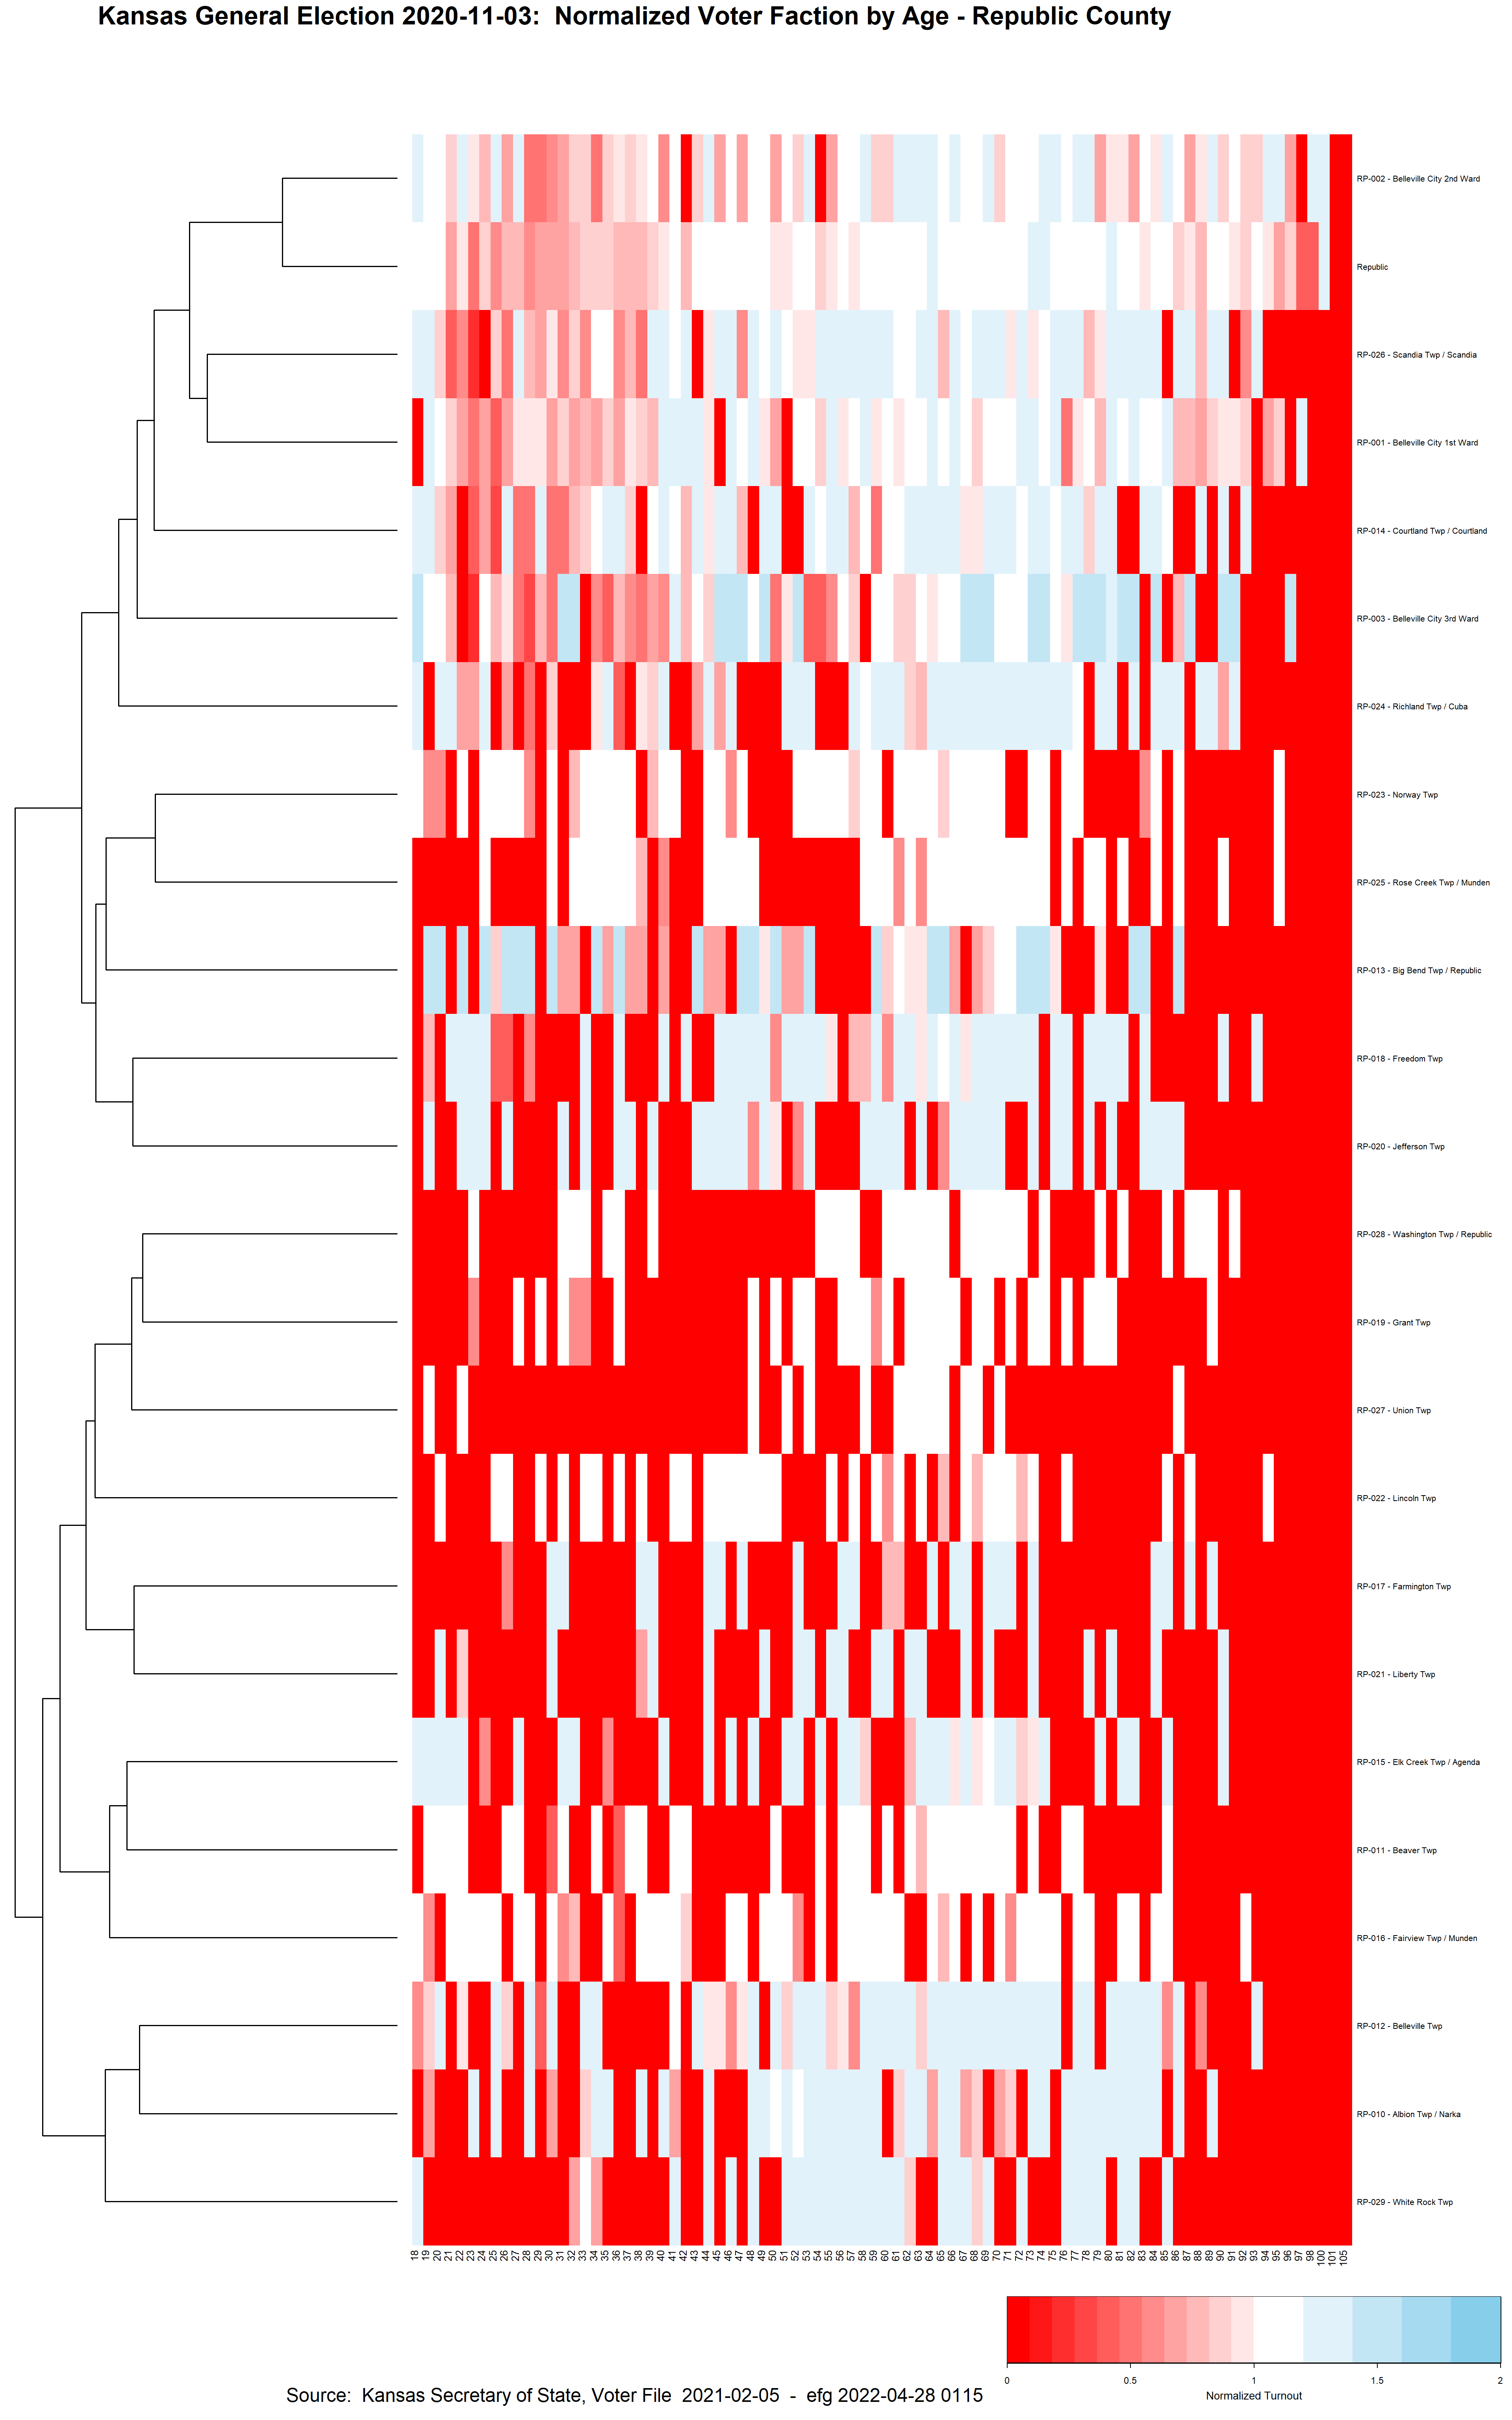 Kansas General Election 2020-11-03:  Normalized Voter Faction by Age - Republic County
RP-002 - Belleville City 2nd Ward
Republic
RP-026 - Scandia Twp / Scandia
RP-001 - Belleville City 1st Ward
RP-014 - Courtland Twp / Courtland
RP-003 - Belleville City 3rd Ward
RP-024 - Richland Twp / Cuba
RP-023 - Norway Twp
RP-025 - Rose Creek Twp / Munden
RP-013 - Big Bend Twp / Republic
RP-018 - Freedom Twp
RP-020 - Jefferson Twp
RP-028 - Washington Twp / Republic
RP-019 - Grant Twp
RP-027 - Union Twp
RP-022 - Lincoln Twp
RP-017 - Farmington Twp
RP-021 - Liberty Twp
RP-015 - Elk Creek Twp / Agenda
RP-011 - Beaver Twp
RP-016 - Fairview Twp / Munden
RP-012 - Belleville Twp
RP-010 - Albion Twp / Narka
RP-029 - White Rock Twp
18 19 20 21 22 23 24 25 26 27 28 29 30 31 32 33 34 35 36 37 38 39 40 41 42 43 44 45 46 47 48 49 50 51 52 53 54 55 56 57 58 59 60 61 62 63 64 65 66 67 68 69 70 71 72 73 74 75 76 77 78 79 80 81 82 83 84 85 86 87 88 89 90 91 92 93 94 95 96 97 98 100 101 105
0 0.5 1 1.5 2
Normalized Turnout
Source:  Kansas Secretary of State, Voter File  2021-02-05  -  efg 2022-04-28 0115